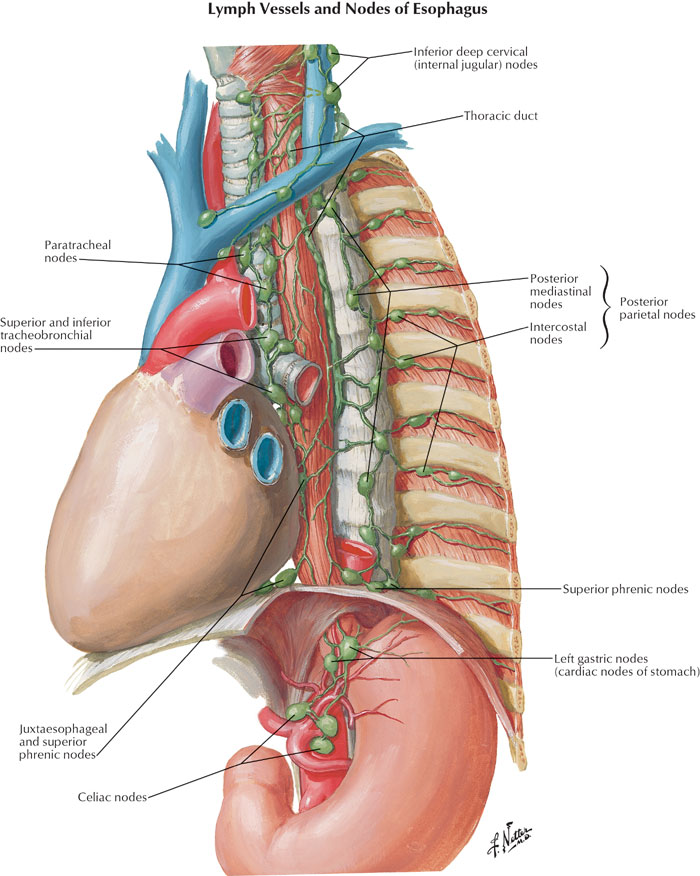 Lymph Vessels and Nodes of Esophagus
Inferior deep cervical
(internal jugular) nodes
Thoracic duct
Paratracheal
nodes
Posterior
mediastinal
nodes
Posterior
parietal nodes
Superior and inferior
tracheobronchial
nodes
Intercostal
nodes
Superior phrenic nodes
Left gastric nodes
(cardiac nodes of stomach)
Juxtaesophageal
and superior
phrenic nodes
Celiac nodes
F. Netter
M.D.